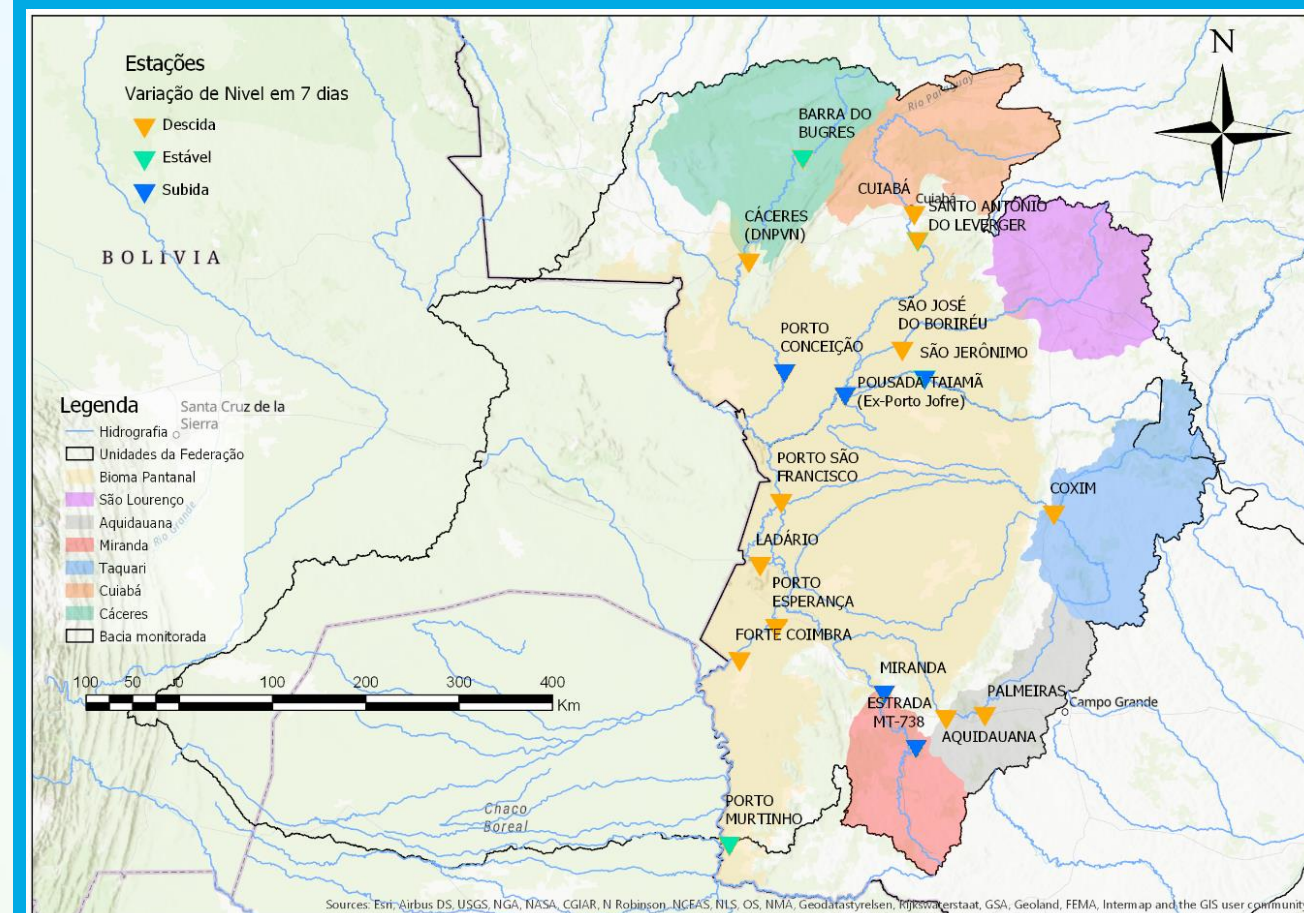 Estações
Variação de Nivel em 7 dias
Descida
Estável
Subida
N
BOLIVIA
Rio Paraguay
BARRA DO
BUGRES
CUIABÁ
Cuiabá
SANTO ANTÔNIO
DO LEVERGER
CÁCERES
(DNPVN)
SÃO JOSÉ
DO BORIRÉU
PORTO
CONCEIÇÃO
SÃO JERÔNIMO
POUSADA TAIAMÃ
(Ex-Porto Jofre)
Legenda
Santa Cruz de la
Sierra
Hidrografia
Unidades da Federação
Bioma Pantanal
São Lourenço
Aquidauana
Miranda
Taquari
Cuiabá
Cáceres
Bacia monitorada
Rio Grande
PORTO SÃO
FRANCISCO
COXIM
LADÁRIO
PORTO
ESPERANÇA
FORTE COIMBRA
MIRANDA
ESTRADA
MT-738
PALMEIRAS
Campo Grande
AQUIDAUANA
100 50 0 100 200 300 400
Km
Chaco
Boreal
PORTO
MURTINHO
Sources: Esri, Airbus DS, USGS, NGA, NASA, CGIAR, N Robinson, NCEAS, NLS, OS, NMA, Geodatastyrelsen, Rijkswaterstaat, GSA, Geoland, FEMA, Intermap and the GIS user community